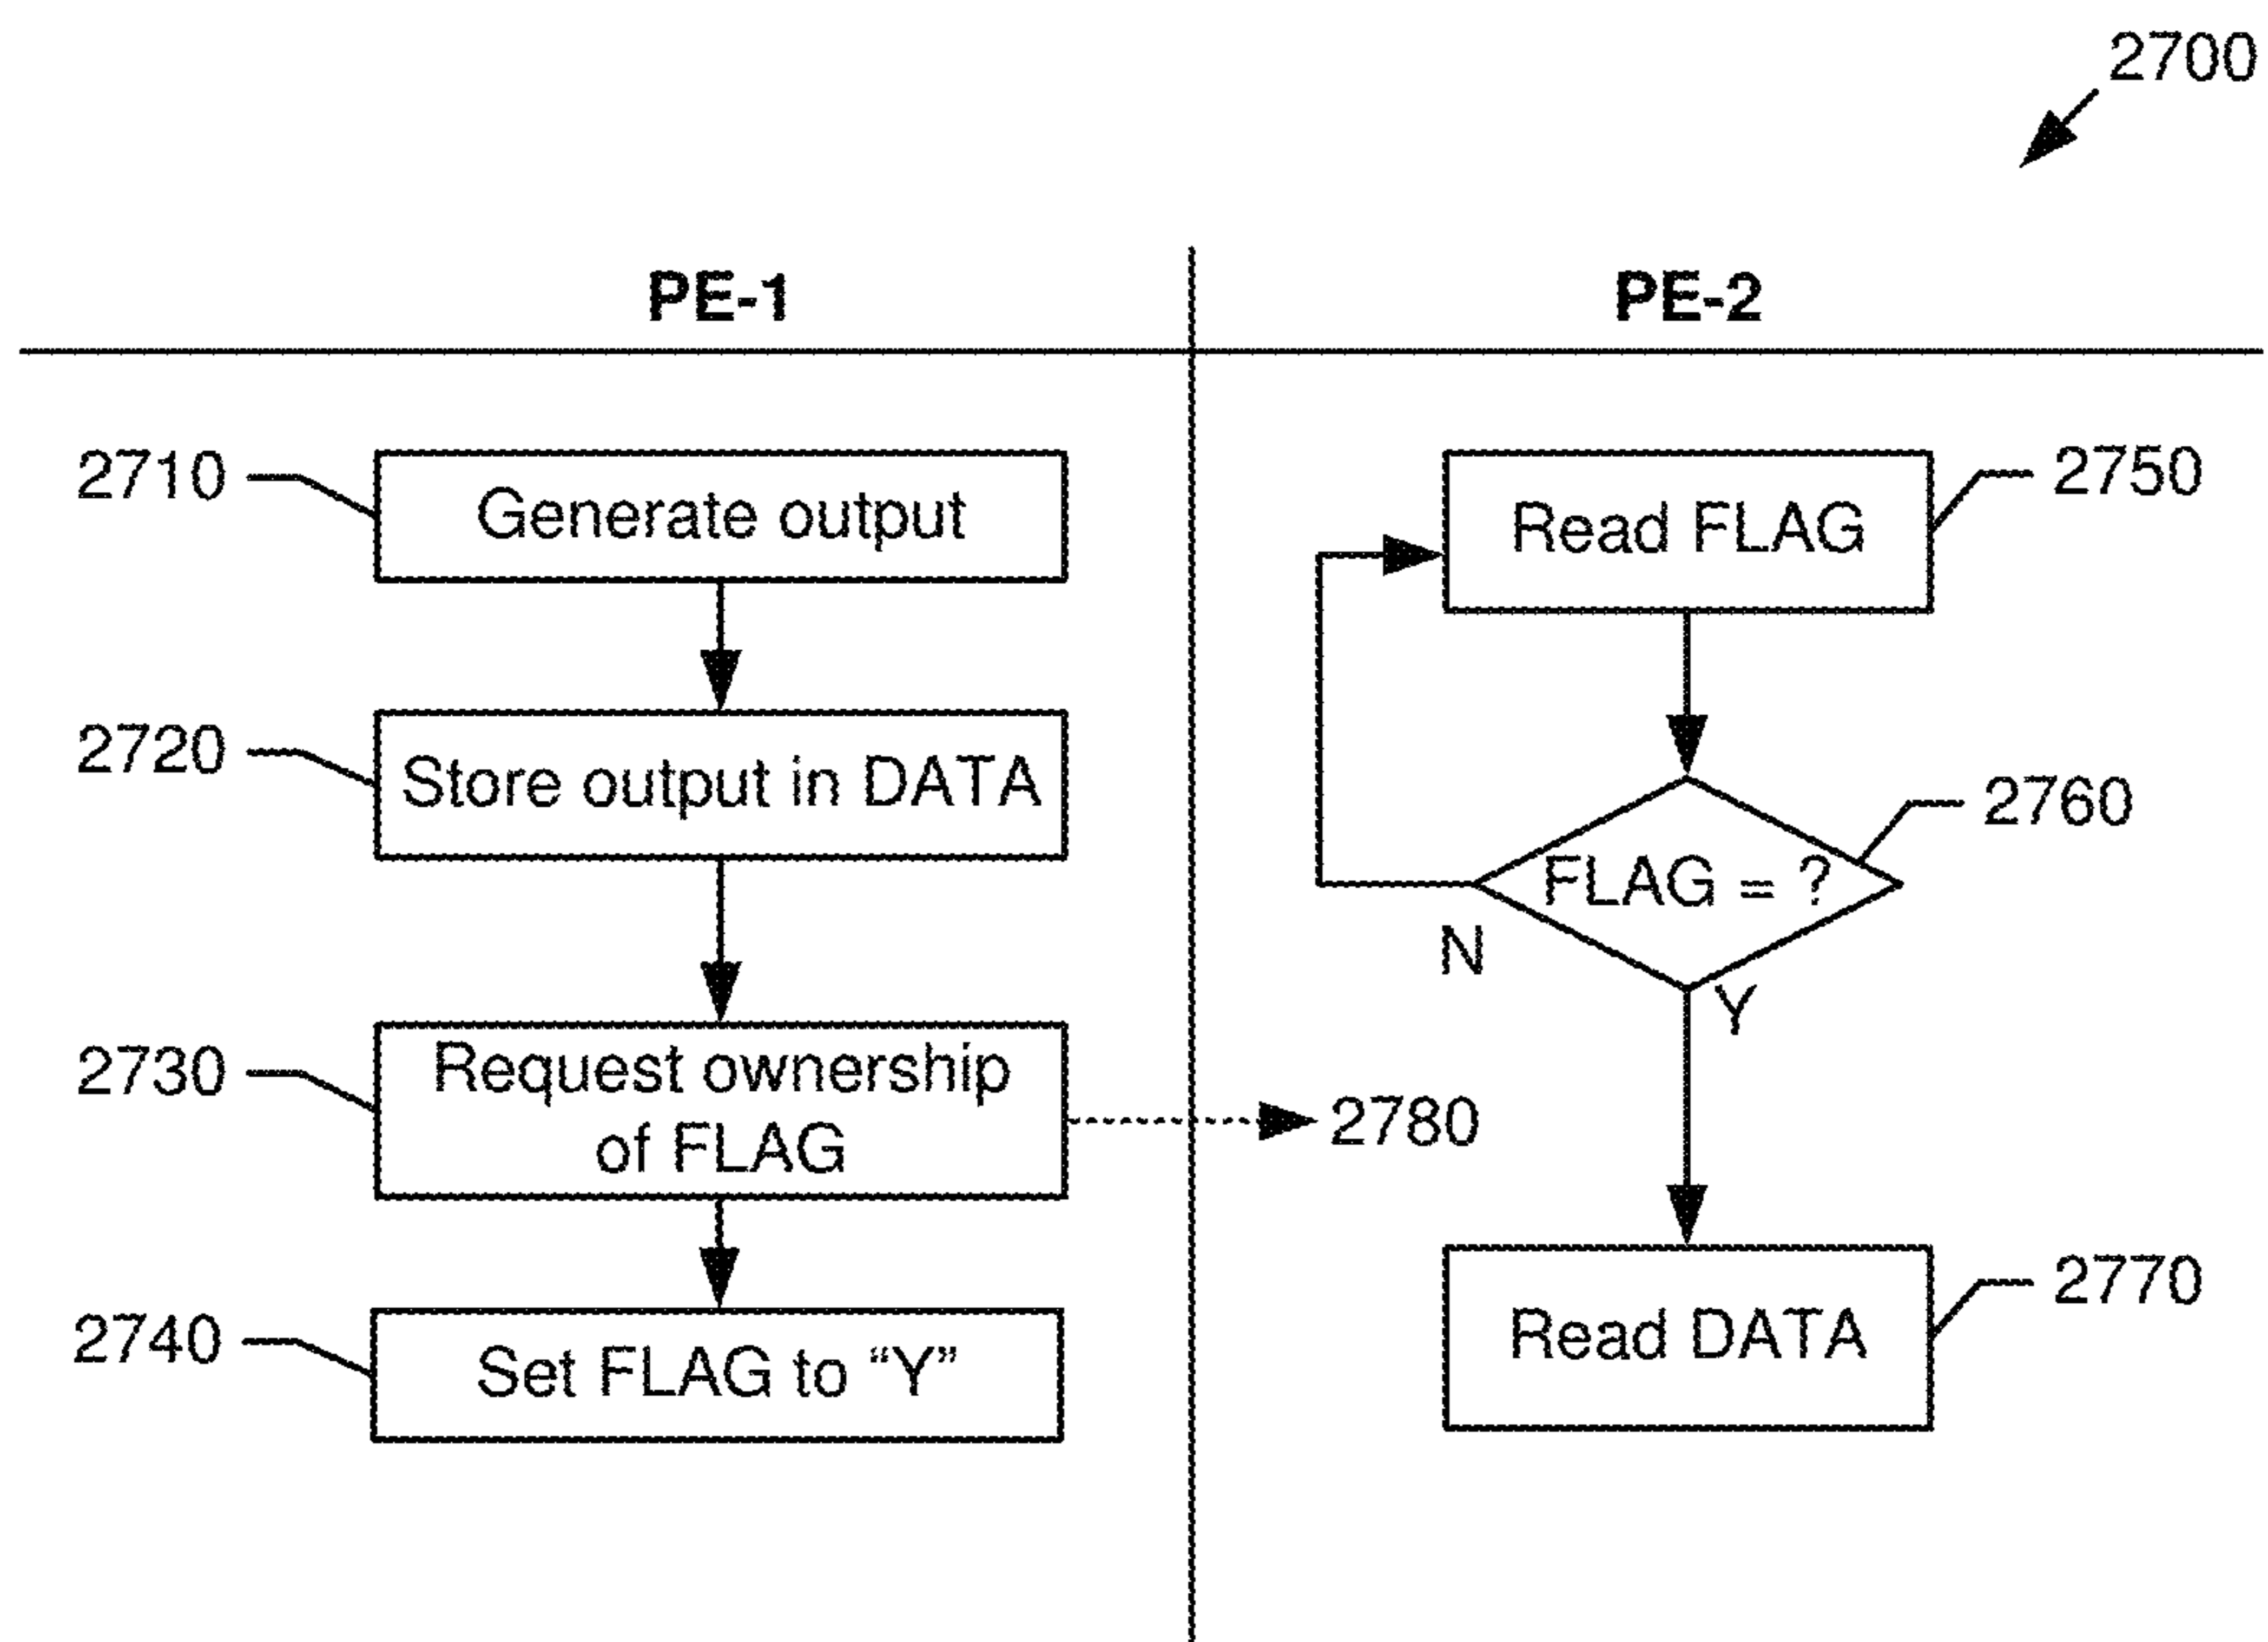 2700
PE-1
PE-2
2710
Generate output
2720
Store output in DATA
2730
Request ownership
of FLAG
2740
Set FLAG to “Y”
2750
Read FLAG
2760
FLAG = ?
N
Y
2780
2770
Read DATA